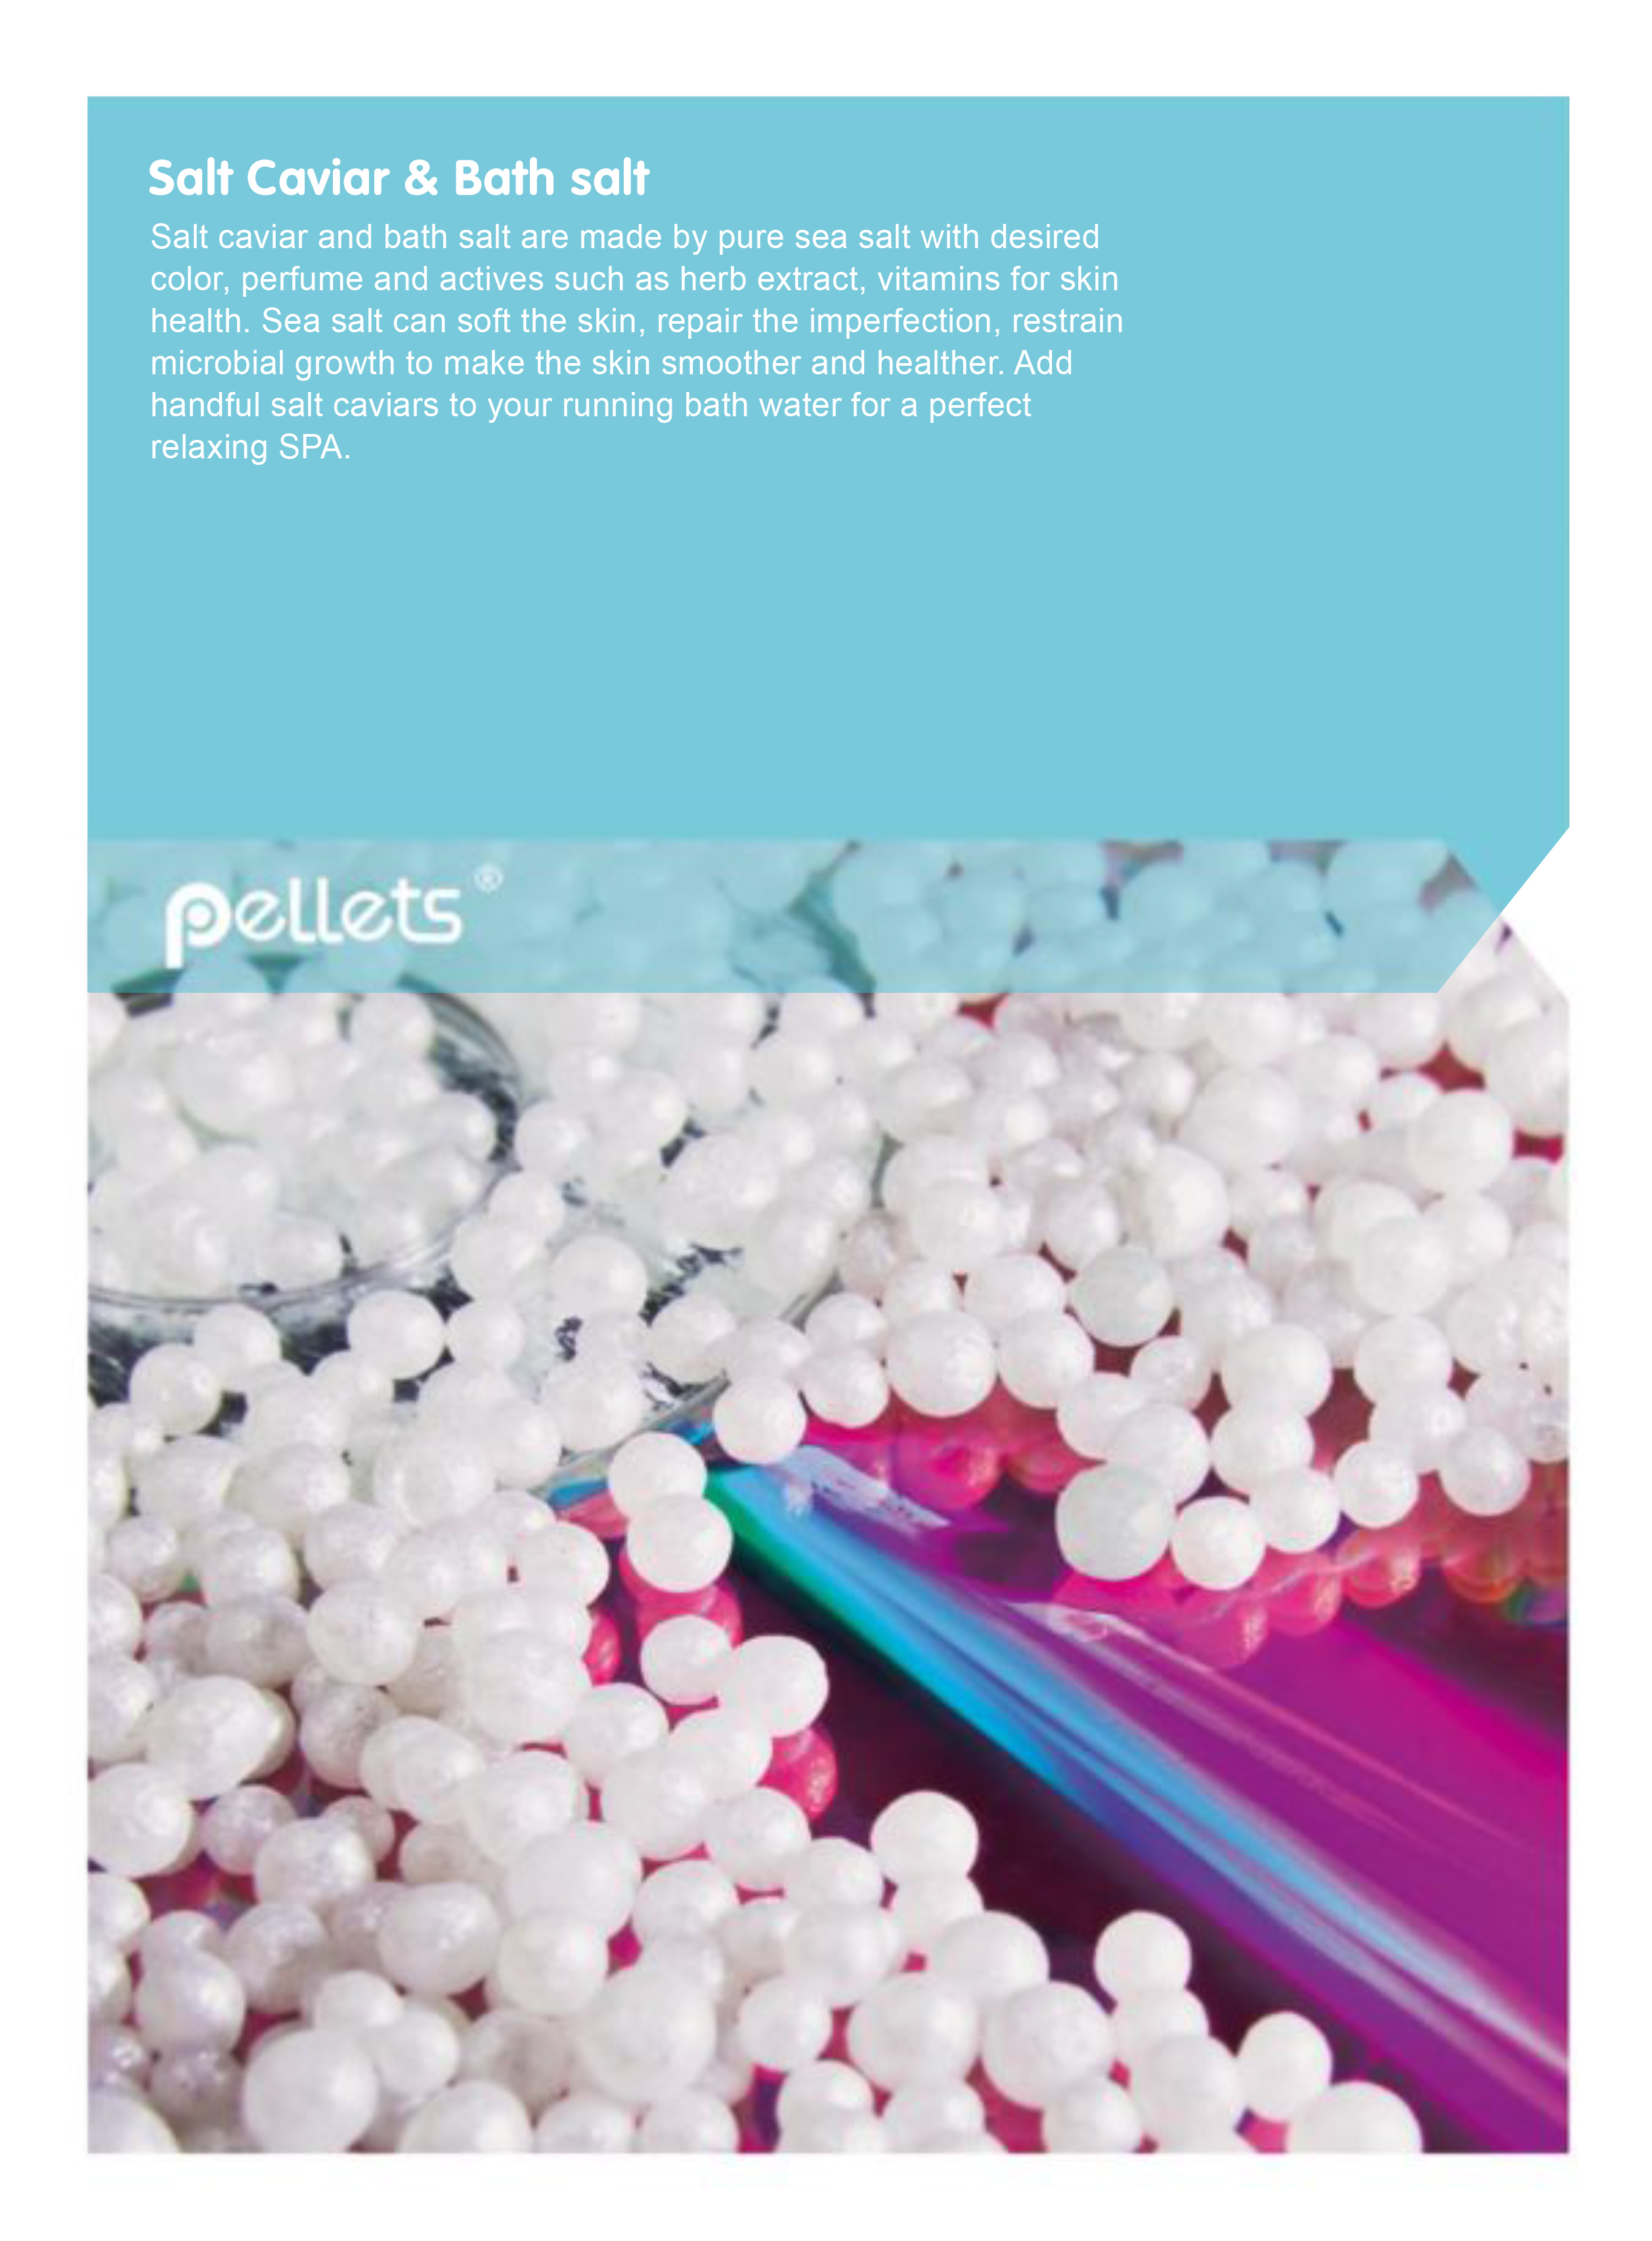 Salt Caviar & Bath salt
Salt caviar and bath salt are made by pure sea salt with desired
color, perfume and actives such as herb extract, vitamins for skin
health. Sea salt can soft the skin, repair the imperfection, restrain
microbial growth to make the skin smoother and healther. Add
handful salt caviars to your running bath water for a perfect
relaxing SPA.
pellets ®